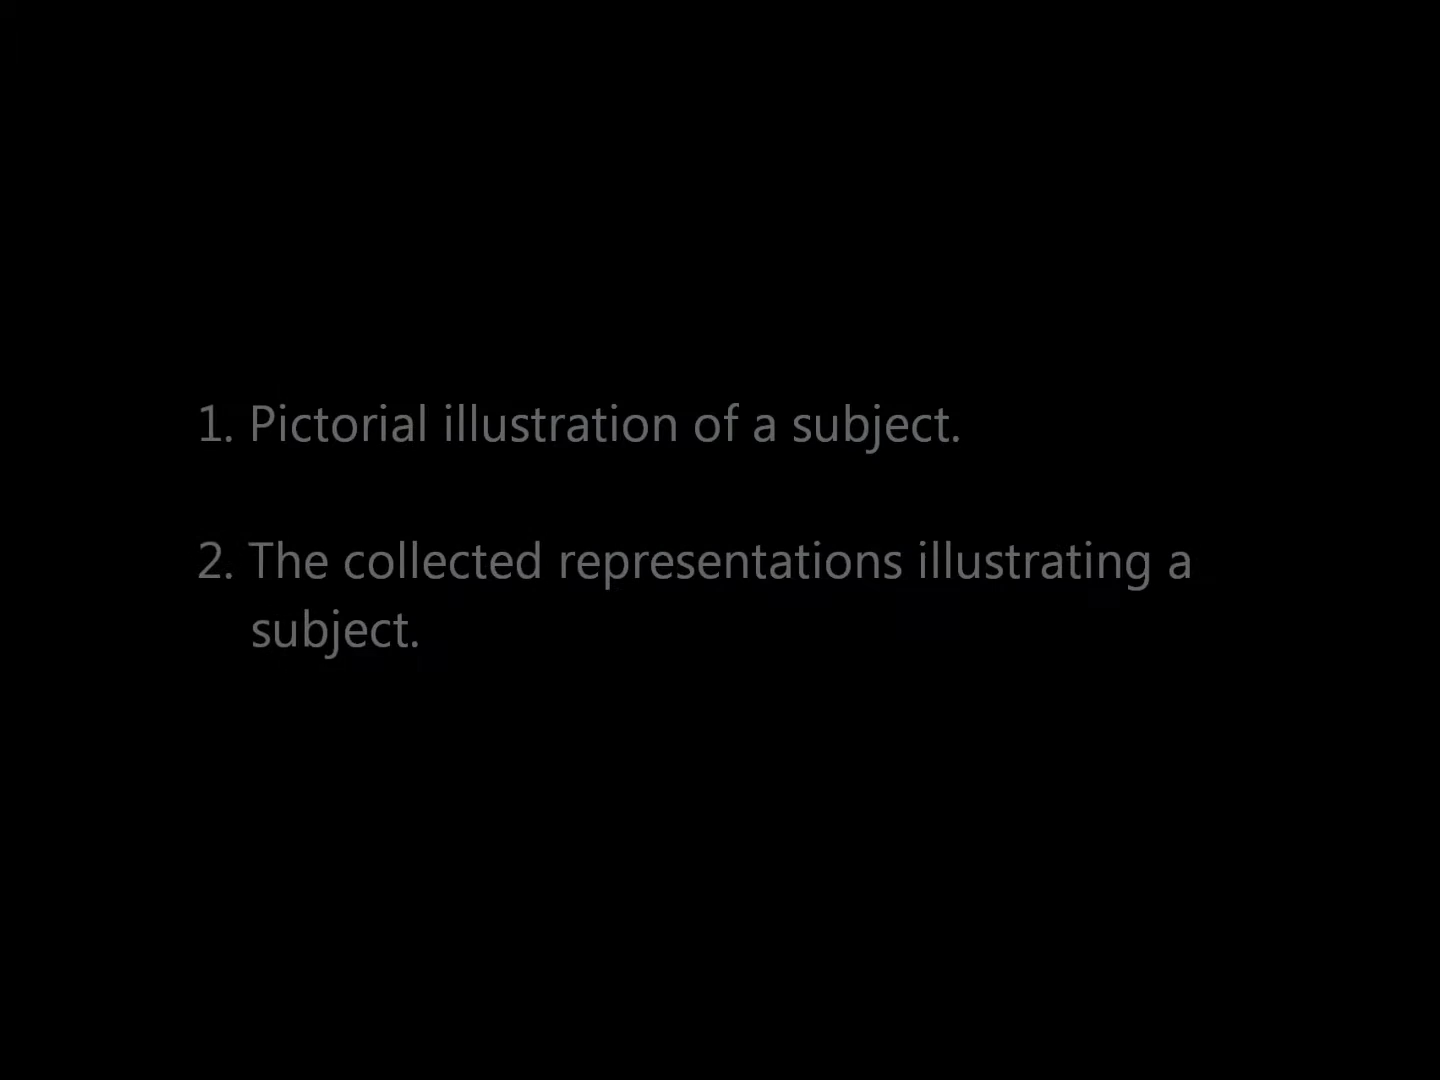 1. Pictorial illustration of a subject.
2. The collected representations illustrating a
subject.